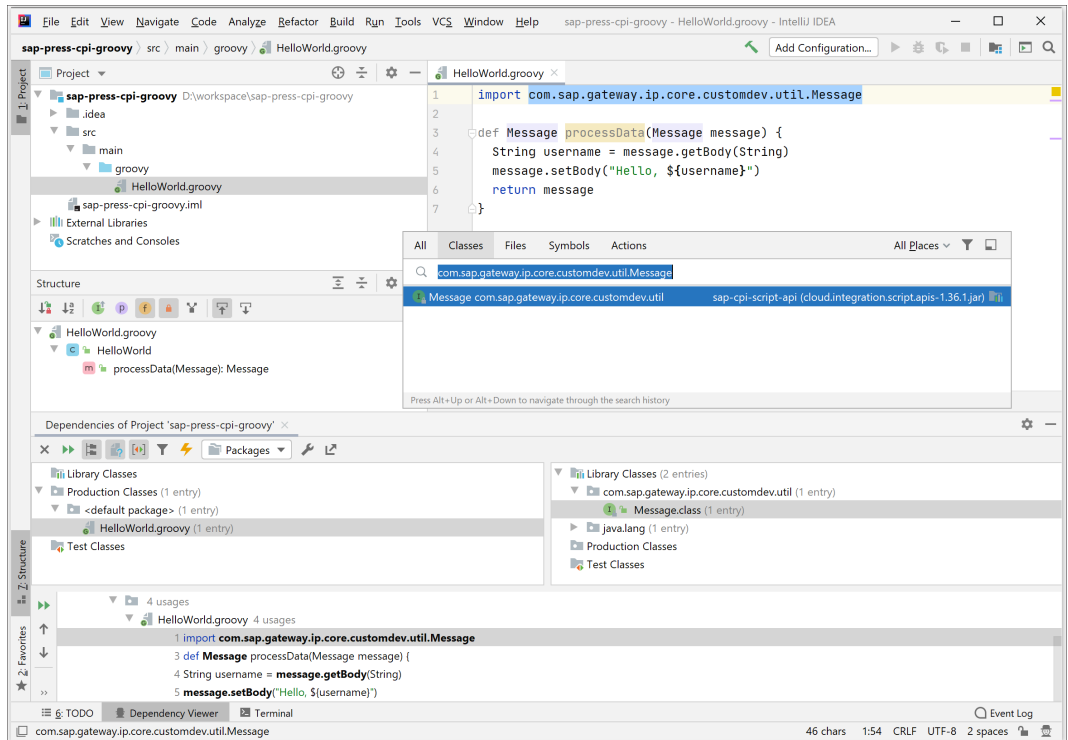 File Edit View Navigate Code Analyze Refactor Build Run Tools VCS Window Help sap-press-cpi-groovy - HelloWorld.groovy - IntelliJ IDEA
sap-press-cpi-groovy src main groovy HelloWorld.groovy Add Configuration...
1: Project
Project
sap-press-cpi-groovy D:\workspace\sap-press-cpi-groovy
.idea
src
main
groovy
HelloWorld.groovy
sap-press-cpi-groovy.iml
External Libraries
Scratches and Consoles
HelloWorld.groovy
1 import com.sap.gateway.ip.core.customdev.util.Message
2
3 def Message processData(Message message) {
4 String username = message.getBody(String)
5 message.setBody("Hello, ${username}")
6 return message
7 }
All Classes Files Symbols Actions All Places
com.sap.gateway.ip.core.customdev.util.Message
I Message com.sap.gateway.ip.core.customdev.util sap-cpi-script-api (cloud.integration.script.apis-1.36.1.jar)
Press Alt+Up or Alt+Down to navigate through the search history
Structure
I p f
HelloWorld.groovy
C HelloWorld
m processData(Message): Message
Dependencies of Project 'sap-press-cpi-groovy'
Packages
Library Classes
Production Classes (1 entry)
<default package> (1 entry)
HelloWorld.groovy (1 entry)
Test Classes
Library Classes (2 entries)
com.sap.gateway.ip.core.customdev.util (1 entry)
I Message.class (1 entry)
java.lang (1 entry)
Production Classes
Test Classes
7: Structure
2: Favorites
4 usages
HelloWorld.groovy 4 usages
1 import com.sap.gateway.ip.core.customdev.util.Message
3 def Message processData(Message message) {
4 String username = message.getBody(String)
5 message.setBody("Hello, ${username}")
6: TODO Dependency Viewer Terminal Event Log
com.sap.gateway.ip.core.customdev.util.Message 46 chars 1:54 CRLF UTF-8 2 spaces